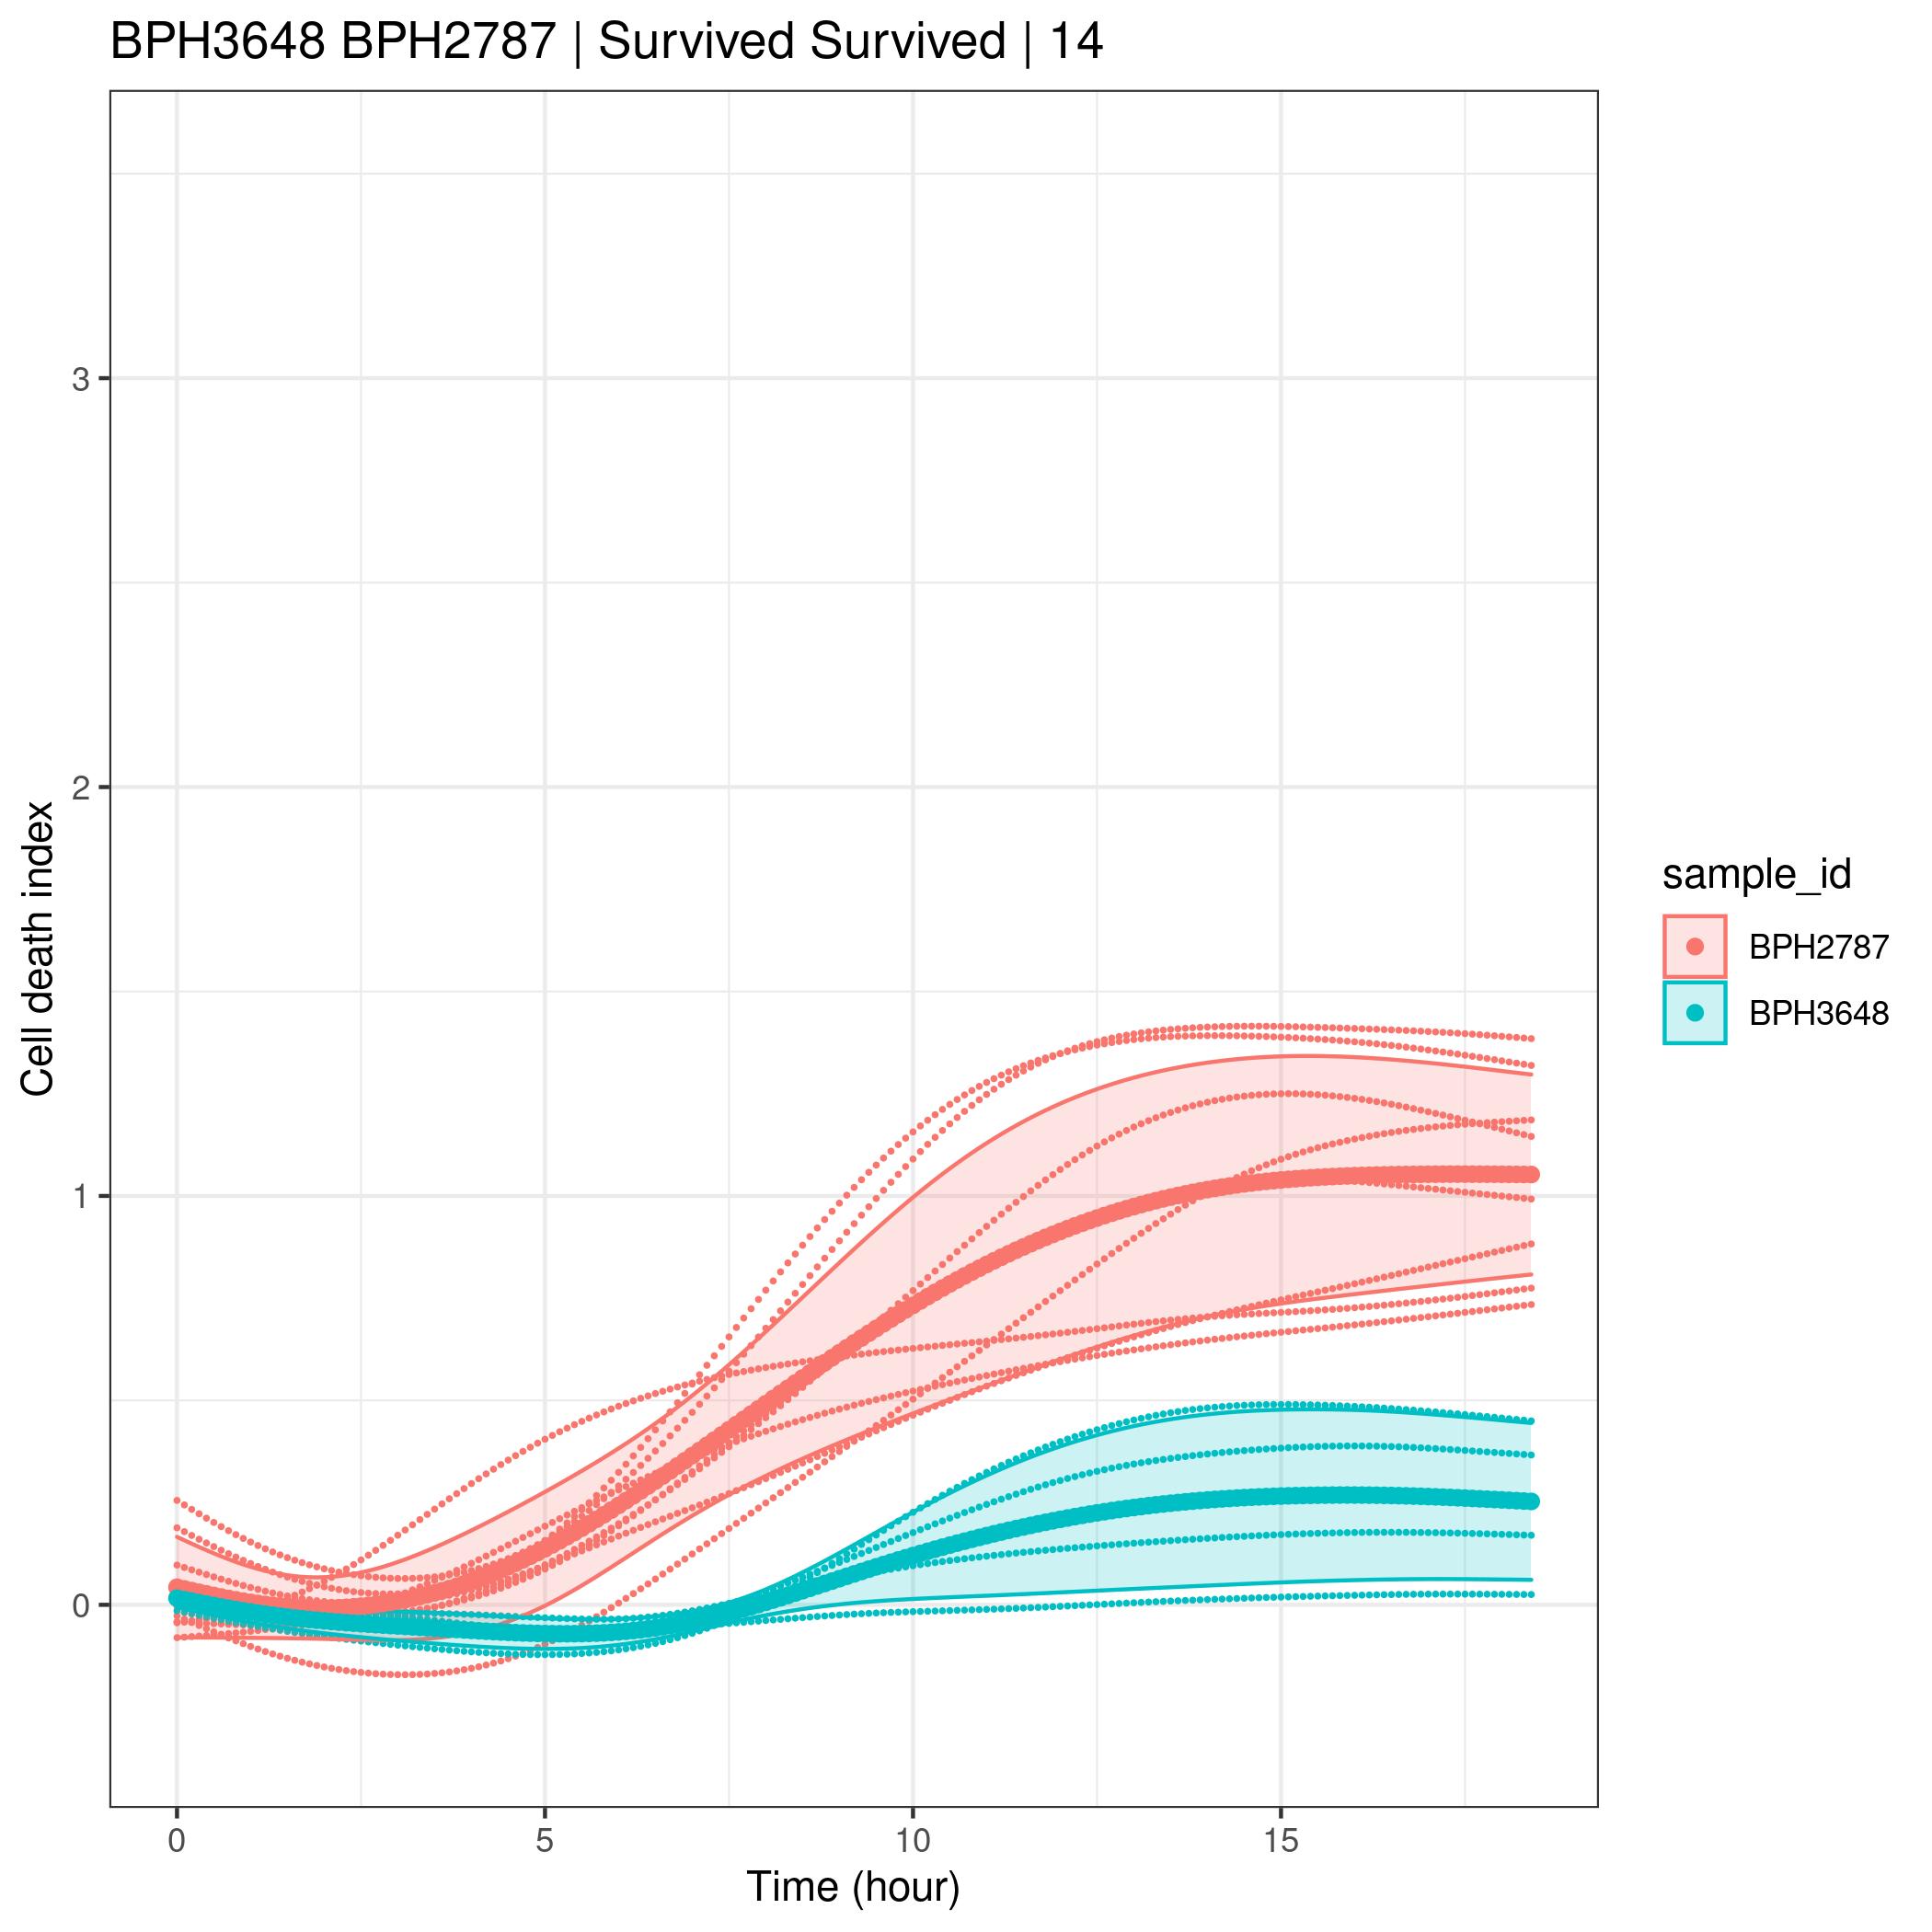 BPH3648 BPH2787 | Survived Survived | 14
Cell death index
3
2
1
0
0 5 10 15
Time (hour)
sample_id
BPH2787
BPH3648